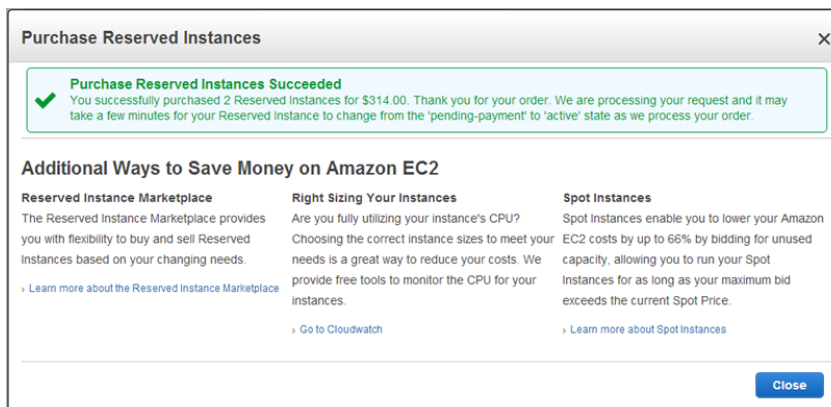 Purchase Reserved Instances
Purchase Reserved Instances Succeeded
You successfully purchased 2 Reserved Instances for $314.00. Thank you for your order. We are processing your request and it may
take a few minutes for your Reserved Instance to change from the 'pending-payment' to 'active' state as we process your order.
Additional Ways to Save Money on Amazon EC2
Reserved Instance Marketplace
The Reserved Instance Marketplace provides
you with flexibility to buy and sell Reserved
Instances based on your changing needs.
› Learn more about the Reserved Instance Marketplace
Right Sizing Your Instances
Are you fully utilizing your instance's CPU?
Choosing the correct instance sizes to meet your
needs is a great way to reduce your costs. We
provide free tools to monitor the CPU for your
instances.
› Go to Cloudwatch
Spot Instances
Spot Instances enable you to lower your Amazon
EC2 costs by up to 66% by bidding for unused
capacity, allowing you to run your Spot
Instances for as long as your maximum bid
exceeds the current Spot Price.
› Learn more about Spot Instances
Close